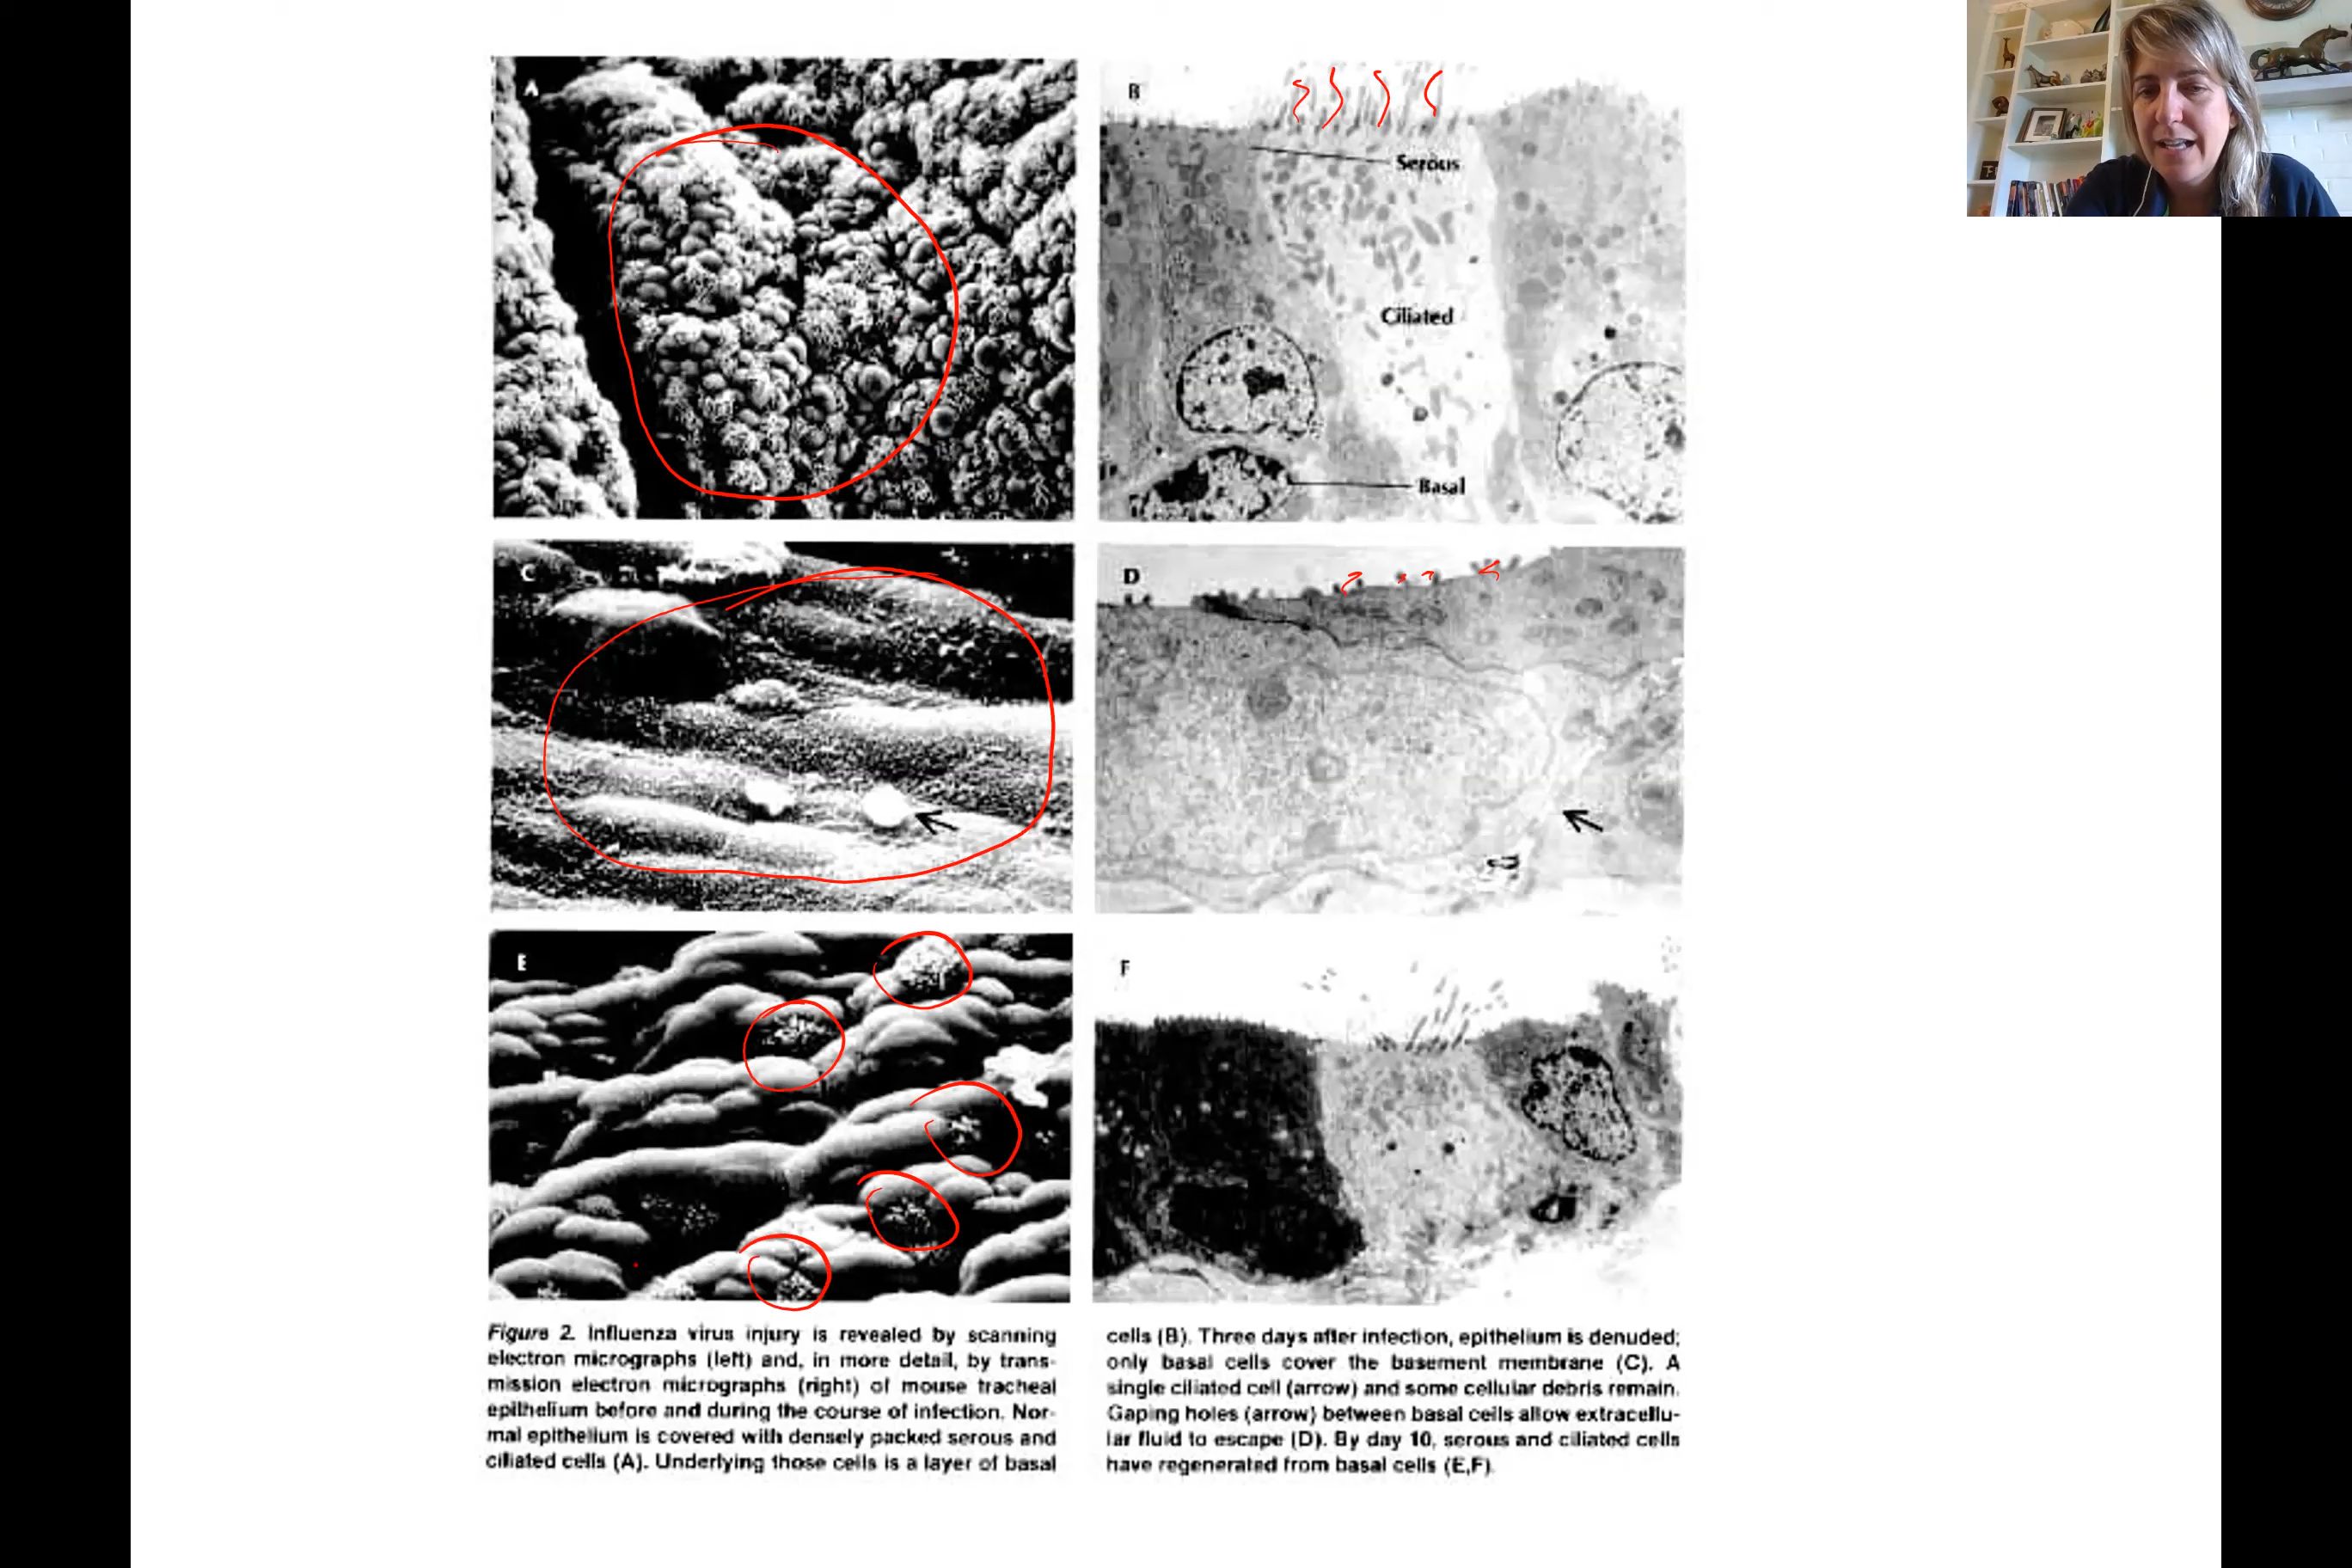 A
B
Serous
Ciliated
Basal
C
D
E
F
Figure 2. Influenza virus injury is revealed by scanning
electron micrographs (left) and, in more detail, by trans-
mission electron micrographs (right) of mouse tracheal
epithelium before and during the course of infection. Nor-
mal epithelium is covered with densely packed serous and
ciliated cells (A). Underlying those cells is a layer of basal
cells (B). Three days after infection, epithelium is denuded;
only basal cells cover the basement membrane (C). A
single ciliated cell (arrow) and some cellular debris remain.
Gaping holes (arrow) between basal cells allow extracellu-
lar fluid to escape (D). By day 10, serous and ciliated cells
have regenerated from basal cells (E,F).